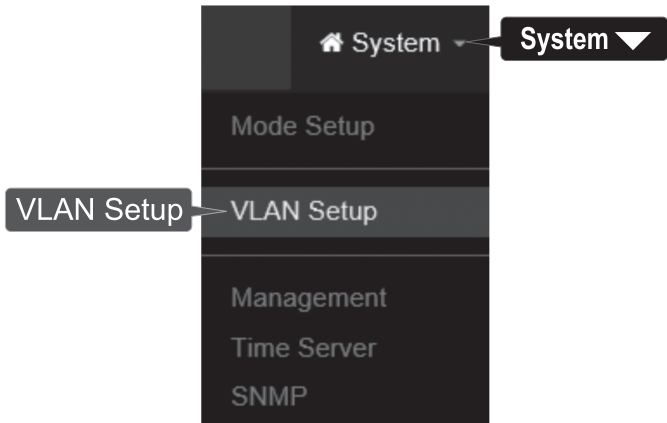 System
System
Mode Setup
VLAN Setup
VLAN Setup
Management
Time Server
SNMP